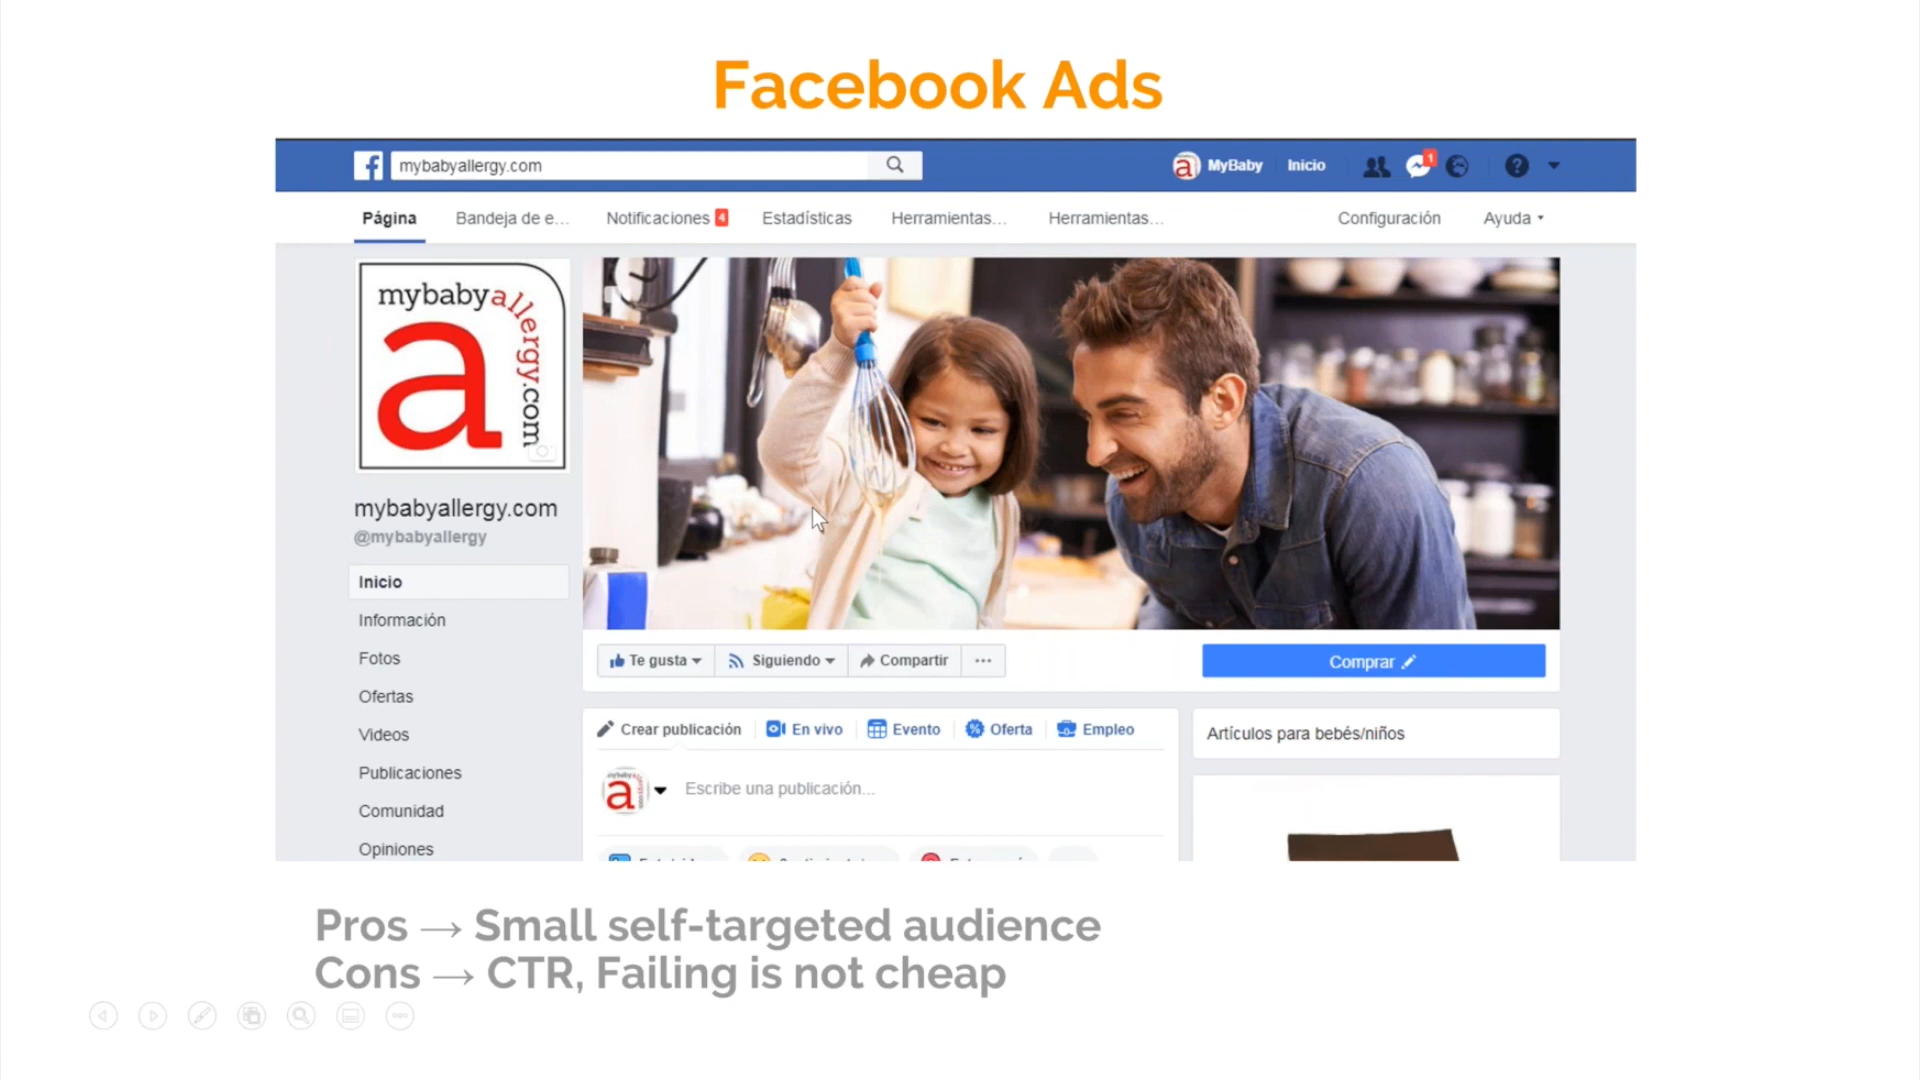 Facebook Ads
mybabyallergy.com
MyBaby Inicio 1
Página Bandeja de e... Notificaciones 4 Estadísticas Herramientas... Herramientas... Configuración Ayuda
mybabyallergy.com
a
mybabyallergy.com
@mybabyallergy
Inicio
Información
Fotos
Ofertas
Videos
Publicaciones
Comunidad
Opiniones
Te gusta Siguiendo Compartir ...
Comprar
Crear publicación En vivo Evento Oferta Empleo
Artículos para bebés/niños
a Escribe una publicación...
Pros → Small self-targeted audience
Cons → CTR, Failing is not cheap